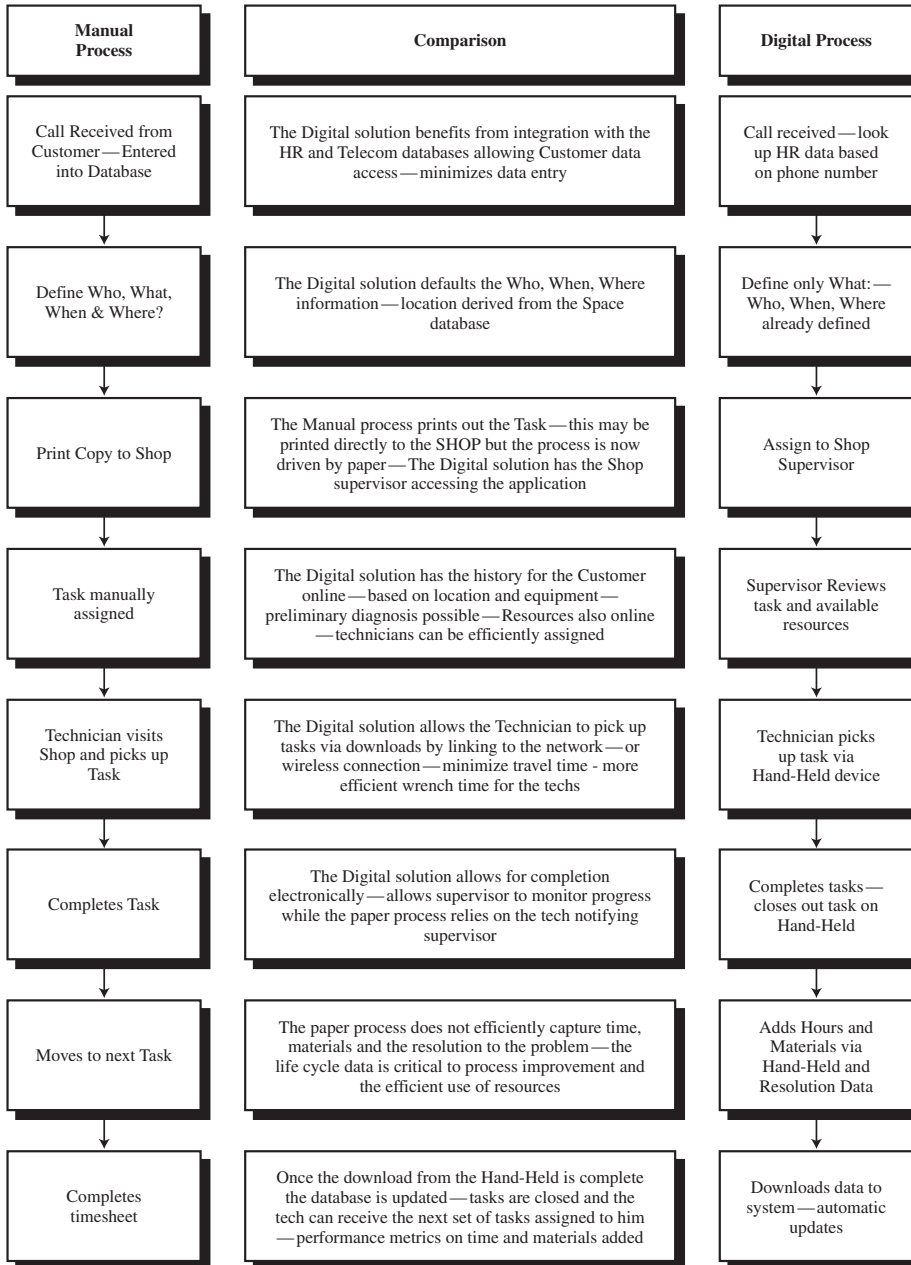 Manual
Process
Comparison
Digital Process
Call Received from
Customer—Entered
into Database
The Digital solution benefits from integration with the
HR and Telecom databases allowing Customer data
access—minimizes data entry
Call received—look
up HR data based
on phone number
Define Who, What,
When & Where?
The Digital solution defaults the Who, When, Where
information—location derived from the Space
database
Define only What:—
Who, When, Where
already defined
Print Copy to Shop
The Manual process prints out the Task—this may be
printed directly to the SHOP but the process is now
driven by paper—The Digital solution has the Shop
supervisor accessing the application
Assign to Shop
Supervisor
Task manually
assigned
The Digital solution has the history for the Customer
online—based on location and equipment—
preliminary diagnosis possible—Resources also online
—technicians can be efficiently assigned
Supervisor Reviews
task and available
resources
Technician visits
Shop and picks up
Task
The Digital solution allows the Technician to pick up
tasks via downloads by linking to the network—or
wireless connection—minimize travel time - more
efficient wrench time for the techs
Technician picks
up task via
Hand-Held device
Completes Task
The Digital solution allows for completion
electronically—allows supervisor to monitor progress
while the paper process relies on the tech notifying
supervisor
Completes tasks—
closes out task on
Hand-Held
Moves to next Task
The paper process does not efficiently capture time,
materials and the resolution to the problem—the
life cycle data is critical to process improvement and
the efficient use of resources
Adds Hours and
Materials via
Hand-Held and
Resolution Data
Completes
timesheet
Once the download from the Hand-Held is complete
the database is updated—tasks are closed and the
tech can receive the next set of tasks assigned to him
—performance metrics on time and materials added
Downloads data to
system—automatic
updates